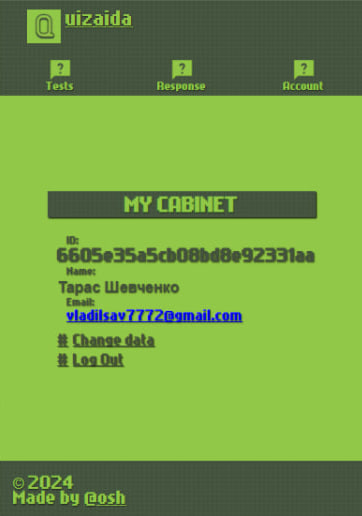 Quizaida
? ? ?
Tests Response Account
MY CABINET
ID:
6605e35a5cb08bd8e92331aa
Name:
Тарас Шевченко
Email:
vladilsav7772@gmail.com
# Change data
# Log Out
© 2024
Made by @osh